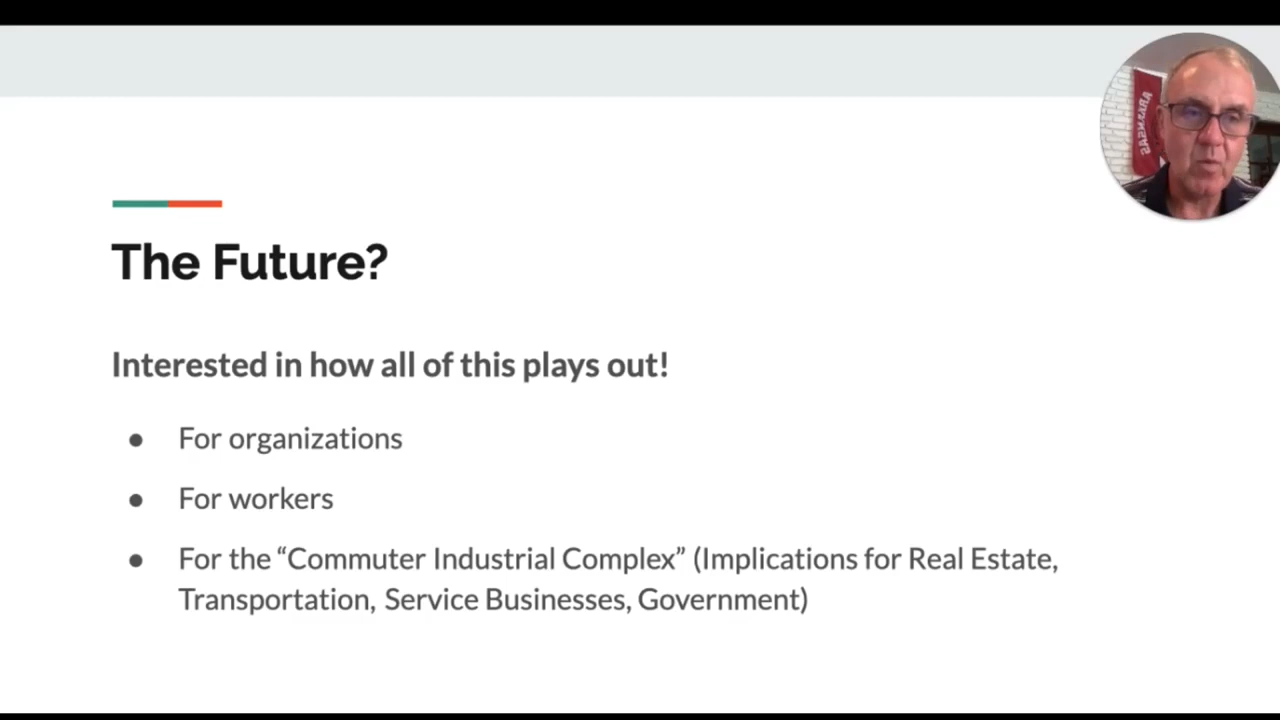 The Future?
Interested in how all of this plays out!
● For organizations
● For workers
● For the “Commuter Industrial Complex” (Implications for Real Estate,
Transportation, Service Businesses, Government)
ARKANSAS